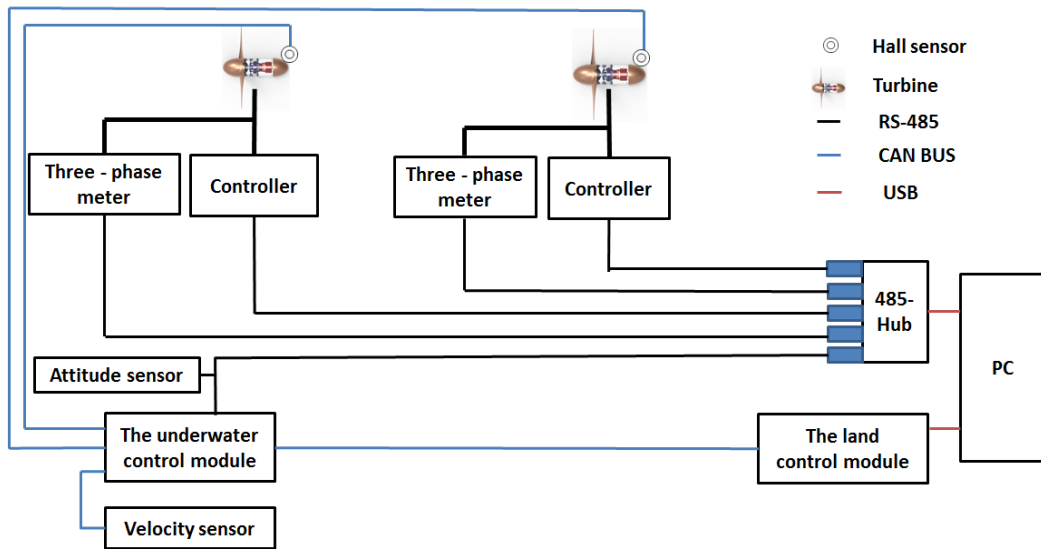 Hall sensor
Turbine
RS-485
CAN BUS
USB
Three - phase
meter
Controller
Three - phase
meter
Controller
485-
Hub
PC
Attitude sensor
The underwater
control module
The land
control module
Velocity sensor